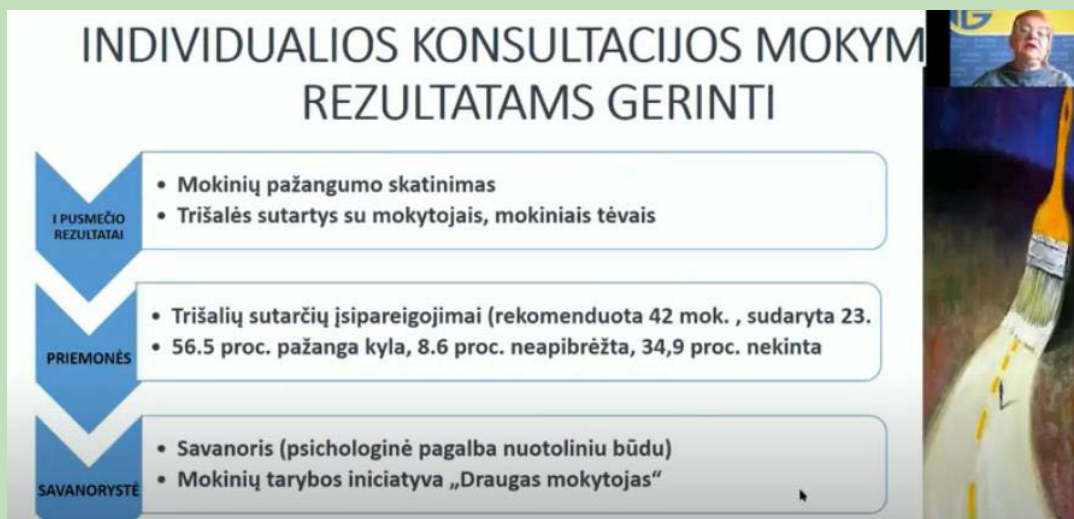 INDIVIDUALIOS KONSULTACIJOS MOKYM
REZULTATAMS GERINTI
I PUSMEČIO
REZULTATAI
• Mokinių pažangumo skatinimas
• Trišalės sutartys su mokytojais, mokiniais tėvais
PRIEMONĖS
• Trišalių sutarčių įsipareigojimai (rekomenduota 42 mok. , sudaryta 23.
• 56.5 proc. pažanga kyla, 8.6 proc. neapibrėžta, 34,9 proc. nekinta
SAVANORYSTĖ
• Savanoris (psichologinė pagalba nuotoliniu būdu)
• Mokinių tarybos iniciatyva „Draugas mokytojas“